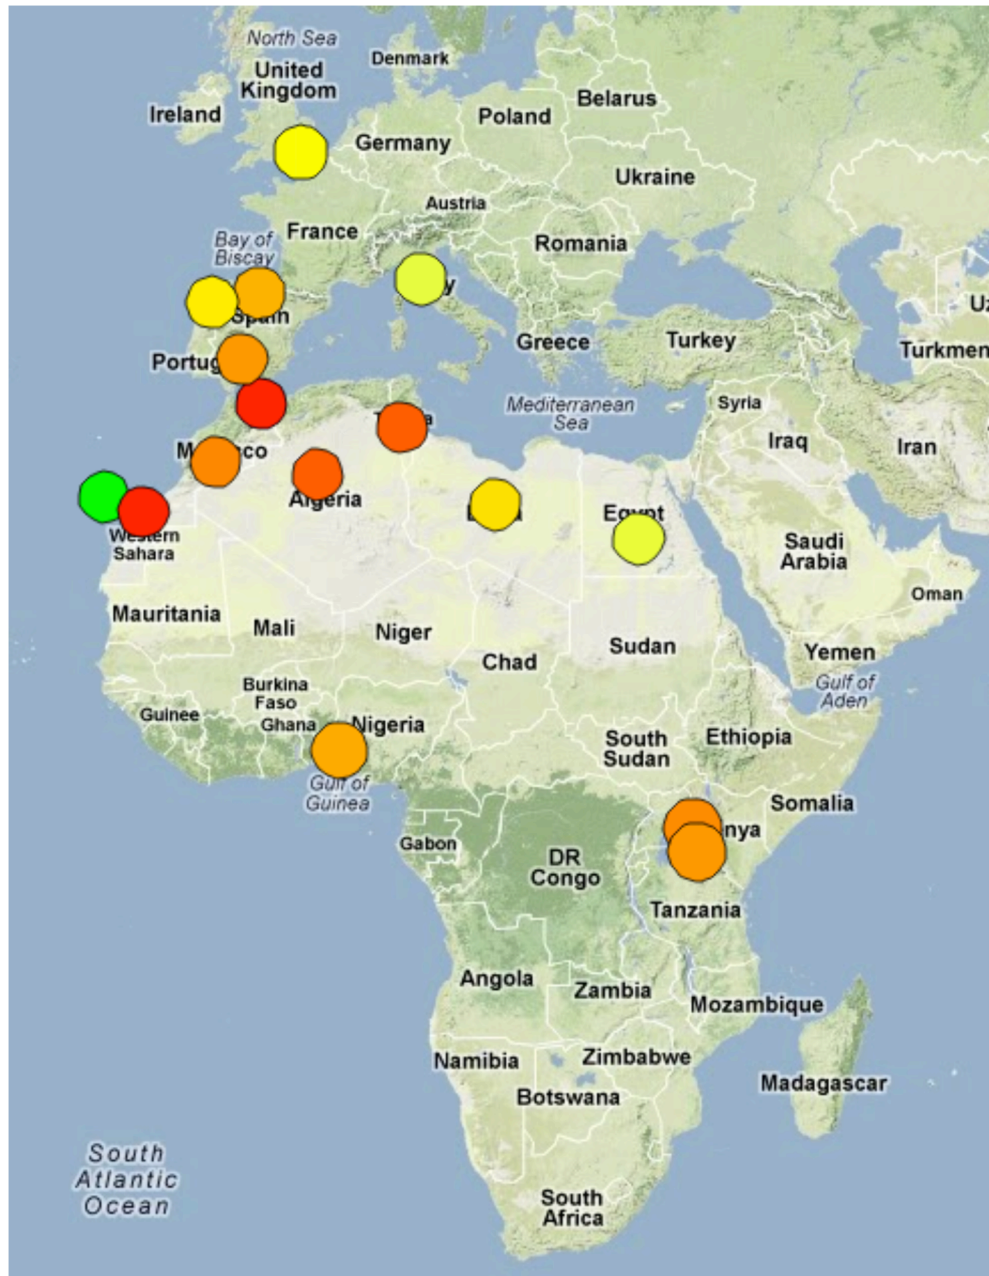 North Sea
Denmark
United
Kingdom
Ireland
Belarus
Poland
Germany
Ukraine
Austria
France
Bay of
Biscay
Romania
Spain
Greece
Turkey
Turkmen
Portug
Mediterranean
Sea
Syria
Iraq
Iran
Algeria
Egypt
Western
Sahara
Saudi
Arabia
Oman
Mauritania
Mali
Niger
Chad
Sudan
Yemen
Gulf of
Aden
Burkina
Faso
Guinee
Ghana
Nigeria
South
Sudan
Ethiopia
Gulf of
Guinea
Somalia
nya
Gabon
DR
Congo
Tanzania
Angola
Zambia
Mozambique
Namibia
Zimbabwe
Botswana
Madagascar
South
Atlantic
Ocean
South
Africa